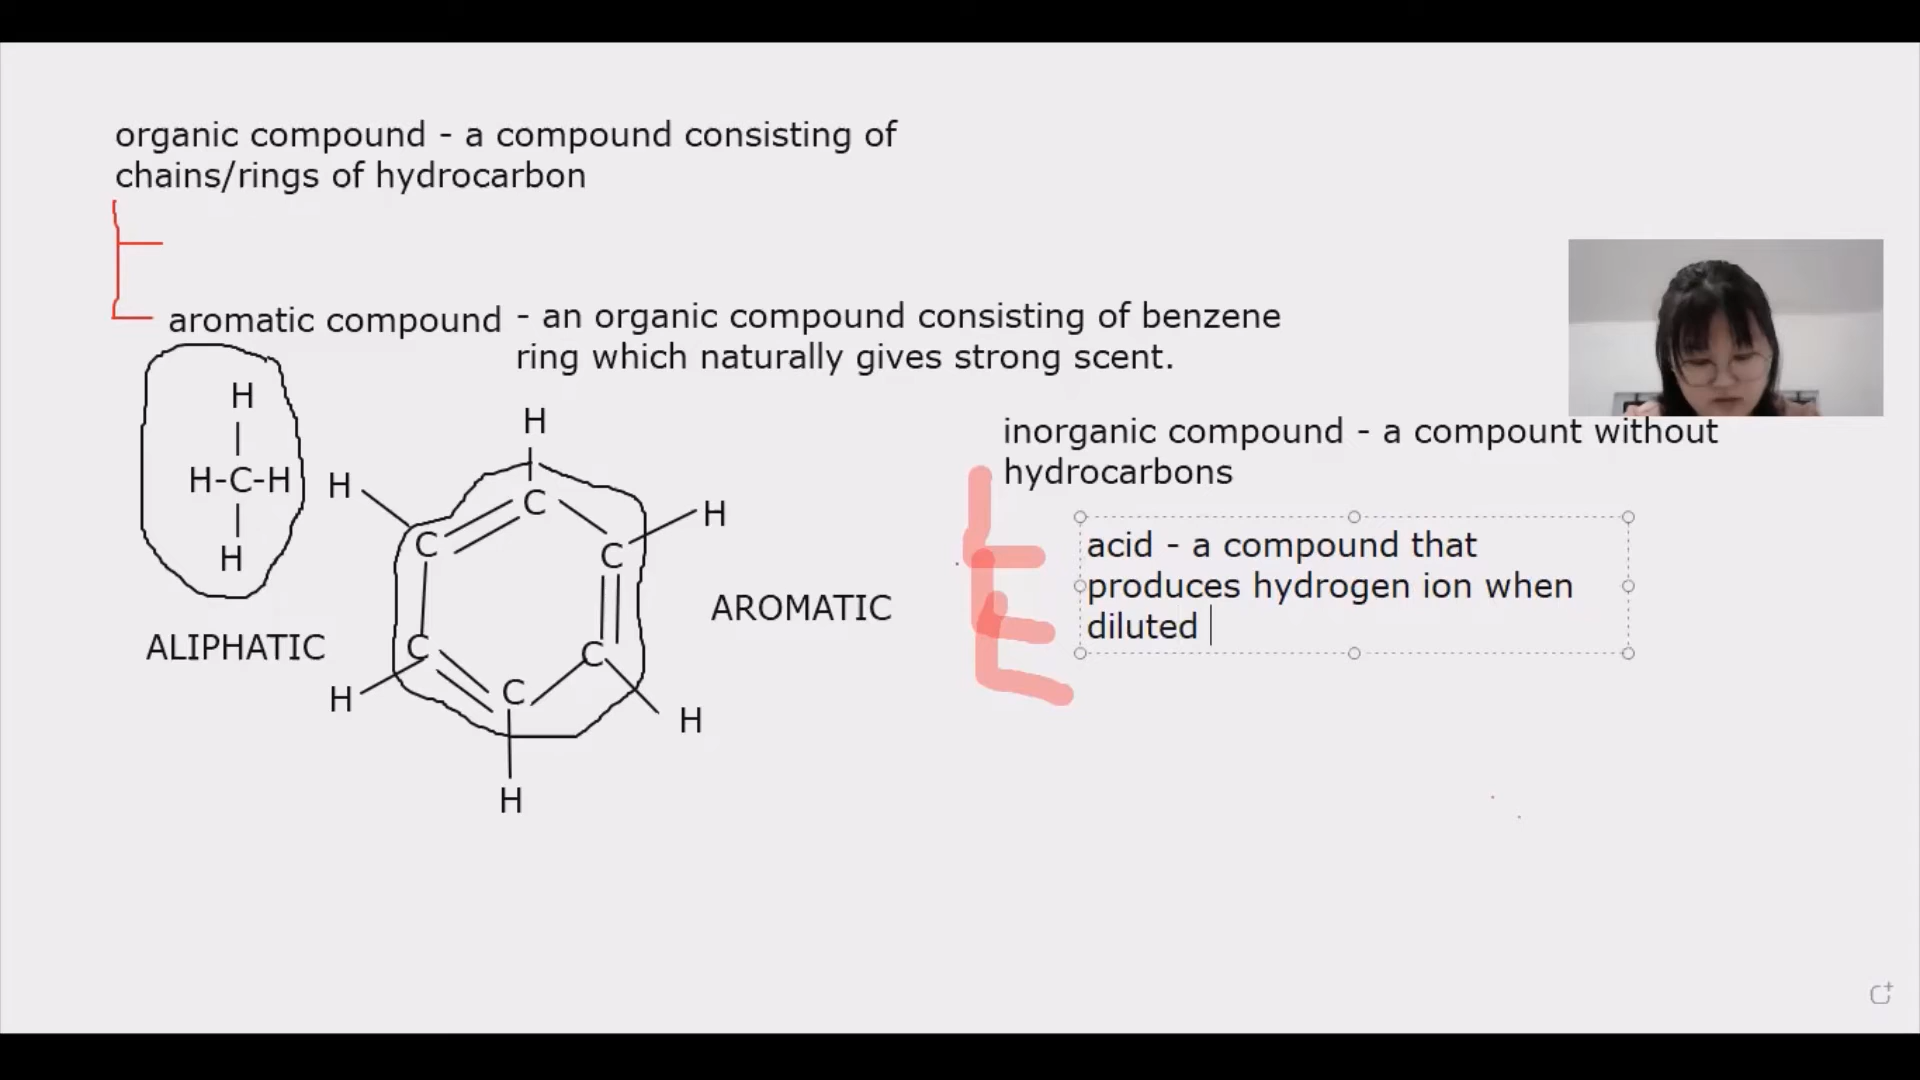 organic compound - a compound consisting of
chains/rings of hydrocarbon
aromatic compound - an organic compound consisting of benzene
ring which naturally gives strong scent.
H
H-C-H
H
ALIPHATIC
H
H
C
H
C
C
C
C
H
C
H
H
AROMATIC
inorganic compound - a compount without
hydrocarbons
acid - a compound that
produces hydrogen ion when
diluted